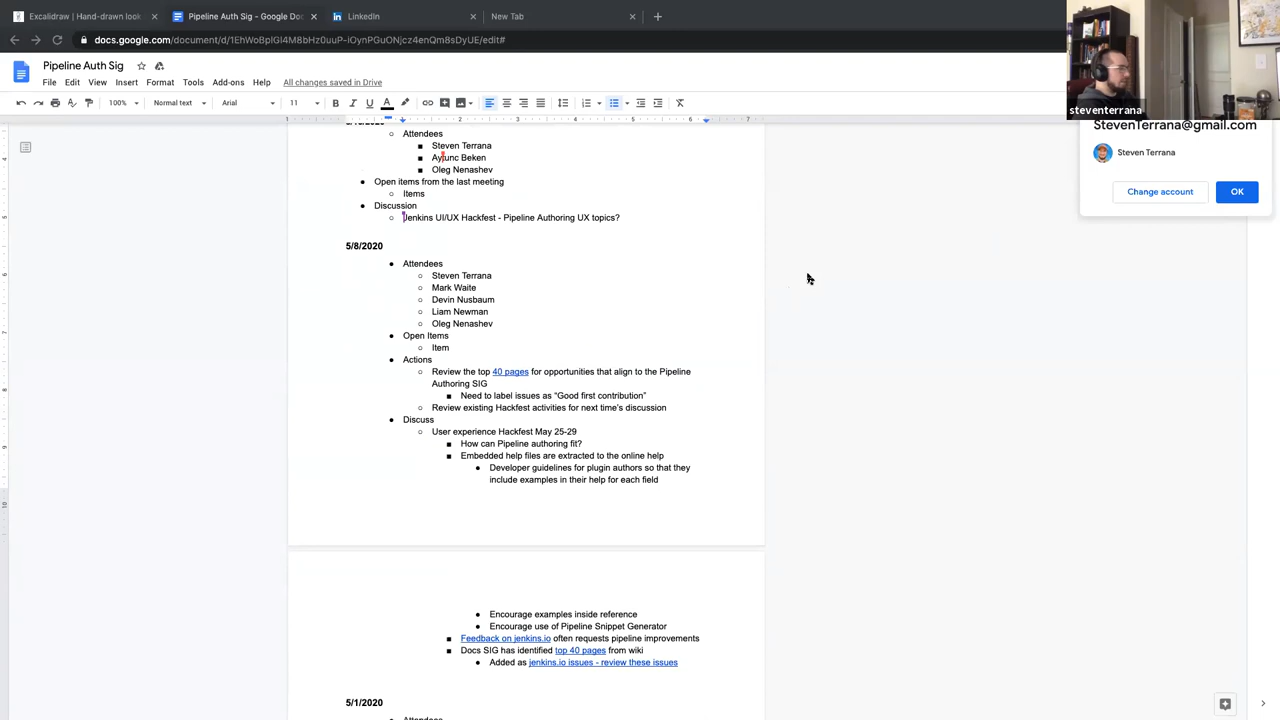 Excalidraw | Hand-drawn look
Pipeline Auth Sig - Google Doc
LinkedIn
New Tab
docs.google.com/document/d/1EhWoBplGl4M8bHz0uuP-iOynPGuONjcz4enQm8sDyUE/edit#
Pipeline Auth Sig
File Edit View Insert Format Tools Add-ons Help All changes saved in Drive
100% Normal text Arial 11
steventerrana
StevenTerrana@gmail.com
Steven Terrana
Change account OK
Attendees
Steven Terrana
Aytunc Beken
Oleg Nenashev
Open items from the last meeting
Items
Discussion
Jenkins UI/UX Hackfest - Pipeline Authoring UX topics?
5/8/2020
Attendees
Steven Terrana
Mark Waite
Devin Nusbaum
Liam Newman
Oleg Nenashev
Open Items
Item
Actions
Review the top 40 pages for opportunities that align to the Pipeline
Authoring SIG
Need to label issues as “Good first contribution”
Review existing Hackfest activities for next time’s discussion
Discuss
User experience Hackfest May 25-29
How can Pipeline authoring fit?
Embedded help files are extracted to the online help
Developer guidelines for plugin authors so that they
include examples in their help for each field
Encourage examples inside reference
Encourage use of Pipeline Snippet Generator
Feedback on jenkins.io often requests pipeline improvements
Docs SIG has identified top 40 pages from wiki
Added as jenkins.io issues - review these issues
5/1/2020
Attendees